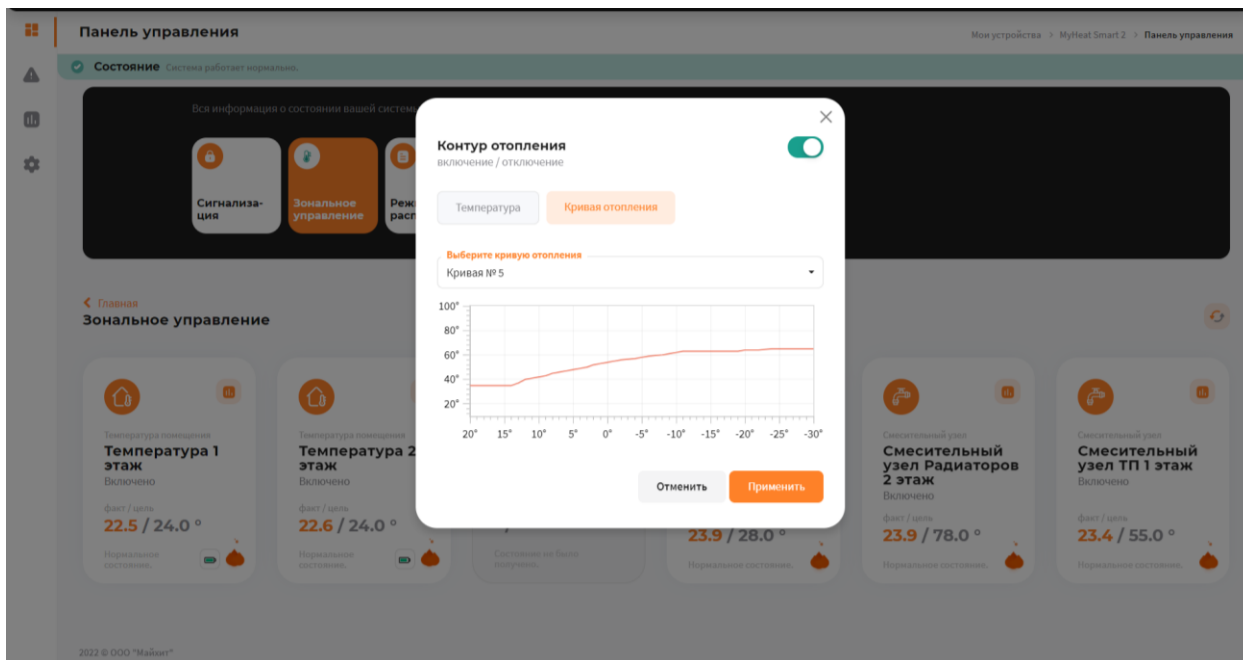 Панель управления
Мои устройства > MyHeat Smart 2 > Панель управления
Состояние Система работает нормально.
Вся информация о состоянии вашей систем
Сигнализа-
ция
Зональное
управление
Реж
расп
Контур отопления
включение / отключение
Температура
Кривая отопления
Выберите кривую отопления
Кривая № 5
100°
80°
60°
40°
20°
20° 15° 10° 5° 0° -5° -10° -15° -20° -25° -30°
Отменить
Применить
Главная
Зональное управление
Температура помещения
Температура 1
этаж
Включено
факт / цель
22.5 / 24.0 °
Нормальное
состояние.
Температура помещения
Температура 2
этаж
Включено
факт / цель
22.6 / 24.0 °
Нормальное
состояние.
/
Состояние не было
получено.
23.9 / 28.0 °
Нормальное состояние.
Смесительный узел
Смесительный
узел Радиаторов
2 этаж
Включено
факт / цель
23.9 / 78.0 °
Нормальное состояние.
Смесительный узел
Смесительный
узел ТП 1 этаж
Включено
факт / цель
23.4 / 55.0 °
Нормальное состояние.
2022 © ООО "Майхит"